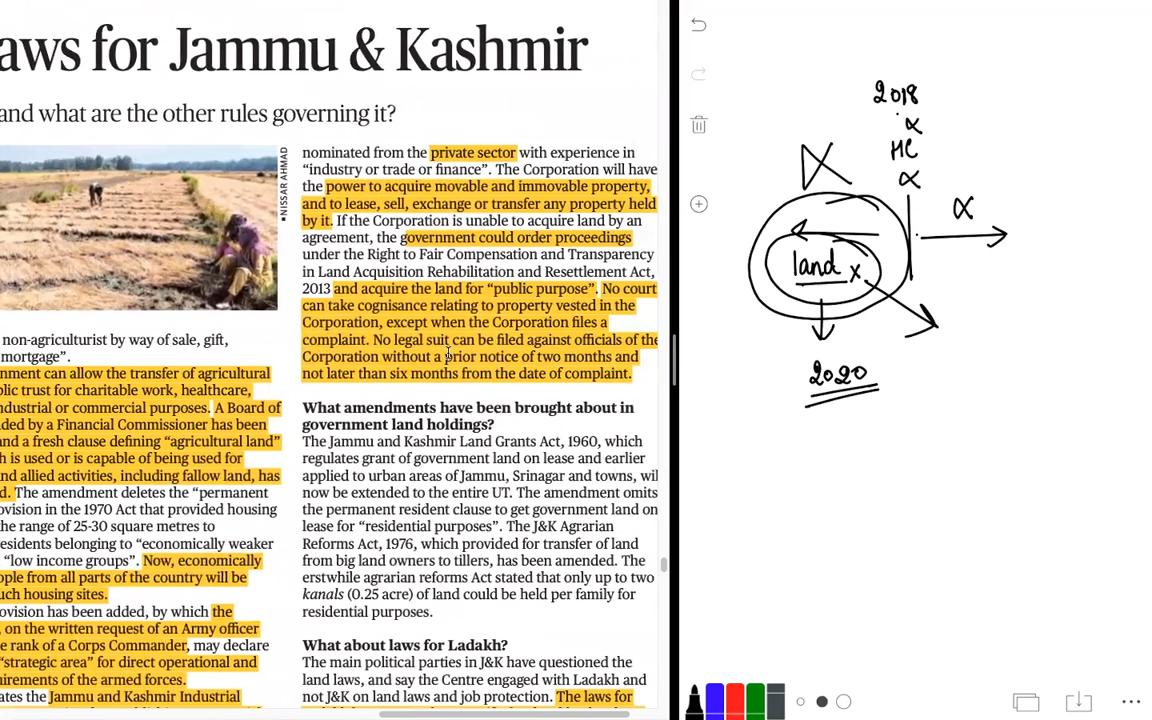 aws for Jammu & Kashmir
and what are the other rules governing it?
NISSAR AHMAD
non-agriculturist by way of sale, gift,
mortgage”.
nment can allow the transfer of agricultural
blic trust for charitable work, healthcare,
ndustrial or commercial purposes. A Board of
ded by a Financial Commissioner has been
and a fresh clause defining “agricultural land”
h is used or is capable of being used for
and allied activities, including fallow land, has
d. The amendment deletes the “permanent
ovision in the 1970 Act that provided housing
the range of 25-30 square metres to
esidents belonging to “economically weaker
“low income groups”. Now, economically
ople from all parts of the country will be
uch housing sites.
ovision has been added, by which the
, on the written request of an Army officer
e rank of a Corps Commander, may declare
“strategic area” for direct operational and
irements of the armed forces.
ates the Jammu and Kashmir Industrial
nominated from the private sector with experience in
“industry or trade or finance”. The Corporation will have
the power to acquire movable and immovable property,
and to lease, sell, exchange or transfer any property held
by it. If the Corporation is unable to acquire land by an
agreement, the government could order proceedings
under the Right to Fair Compensation and Transparency
in Land Acquisition Rehabilitation and Resettlement Act,
2013 and acquire the land for “public purpose”. No court
can take cognisance relating to property vested in the
Corporation, except when the Corporation files a
complaint. No legal suit can be filed against officials of the
Corporation without a prior notice of two months and
not later than six months from the date of complaint.
What amendments have been brought about in
government land holdings?
The Jammu and Kashmir Land Grants Act, 1960, which
regulates grant of government land on lease and earlier
applied to urban areas of Jammu, Srinagar and towns, wil
now be extended to the entire UT. The amendment omits
the permanent resident clause to get government land on
lease for “residential purposes”. The J&K Agrarian
Reforms Act, 1976, which provided for transfer of land
from big land owners to tillers, has been amended. The
erstwhile agrarian reforms Act stated that only up to two
kanals (0.25 acre) of land could be held per family for
residential purposes.
What about laws for Ladakh?
The main political parties in J&K have questioned the
land laws, and say the Centre engaged with Ladakh and
not J&K on land laws and job protection. The laws for
2018
α
HC
α
α
land x
2020